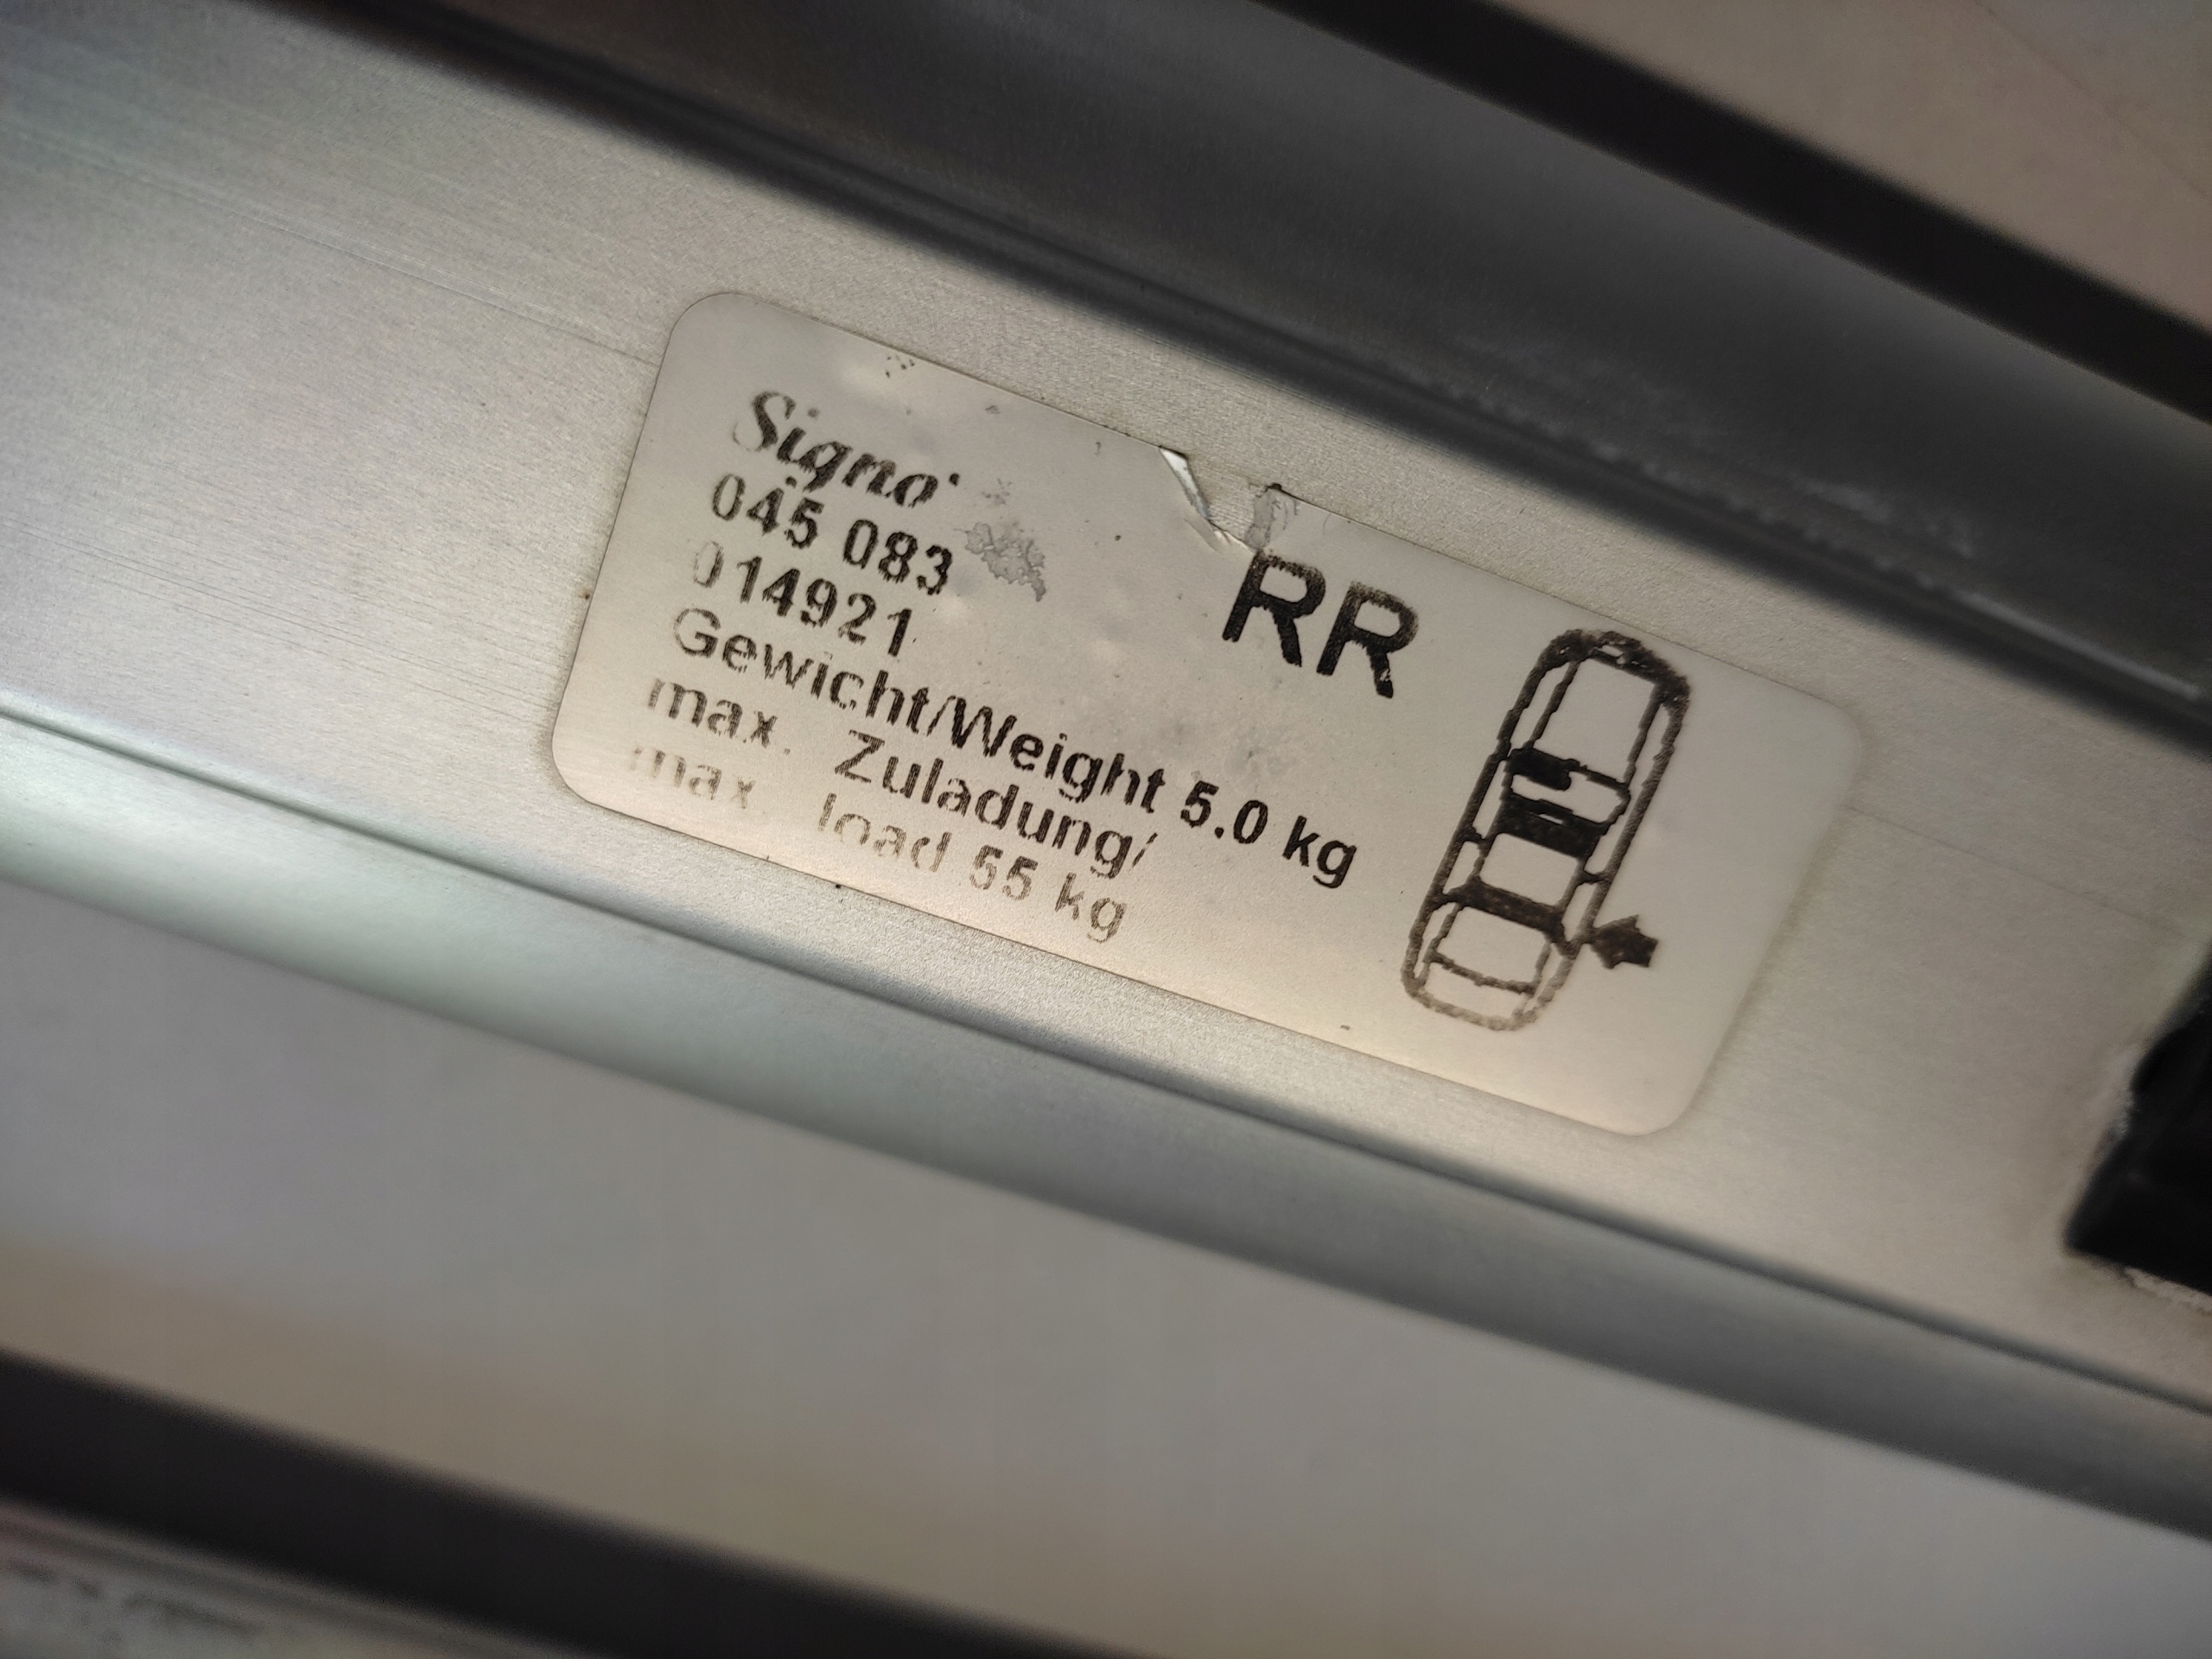 Signo
045 083
014921
RR
Gewicht/Weight 5.0 kg
max. Zuladung/
max. load 55 kg